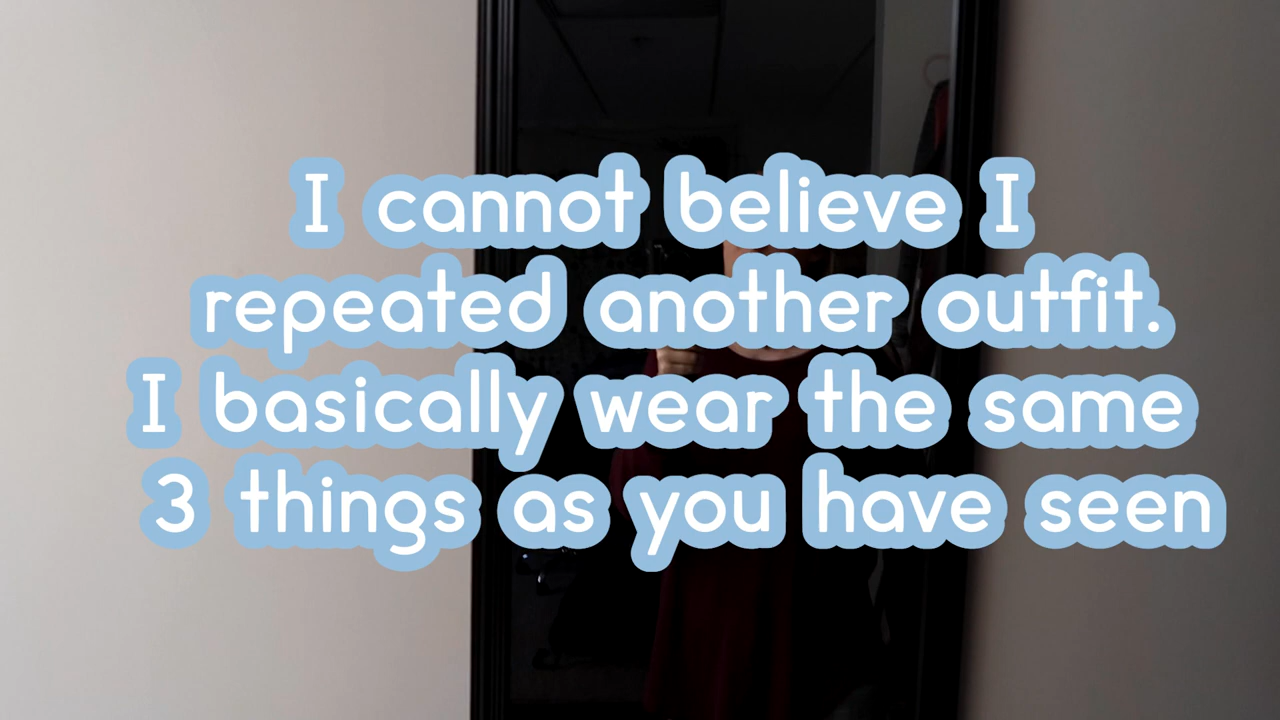 I cannot believe I
repeated another outfit.
I basically wear the same
3 things as you have seen